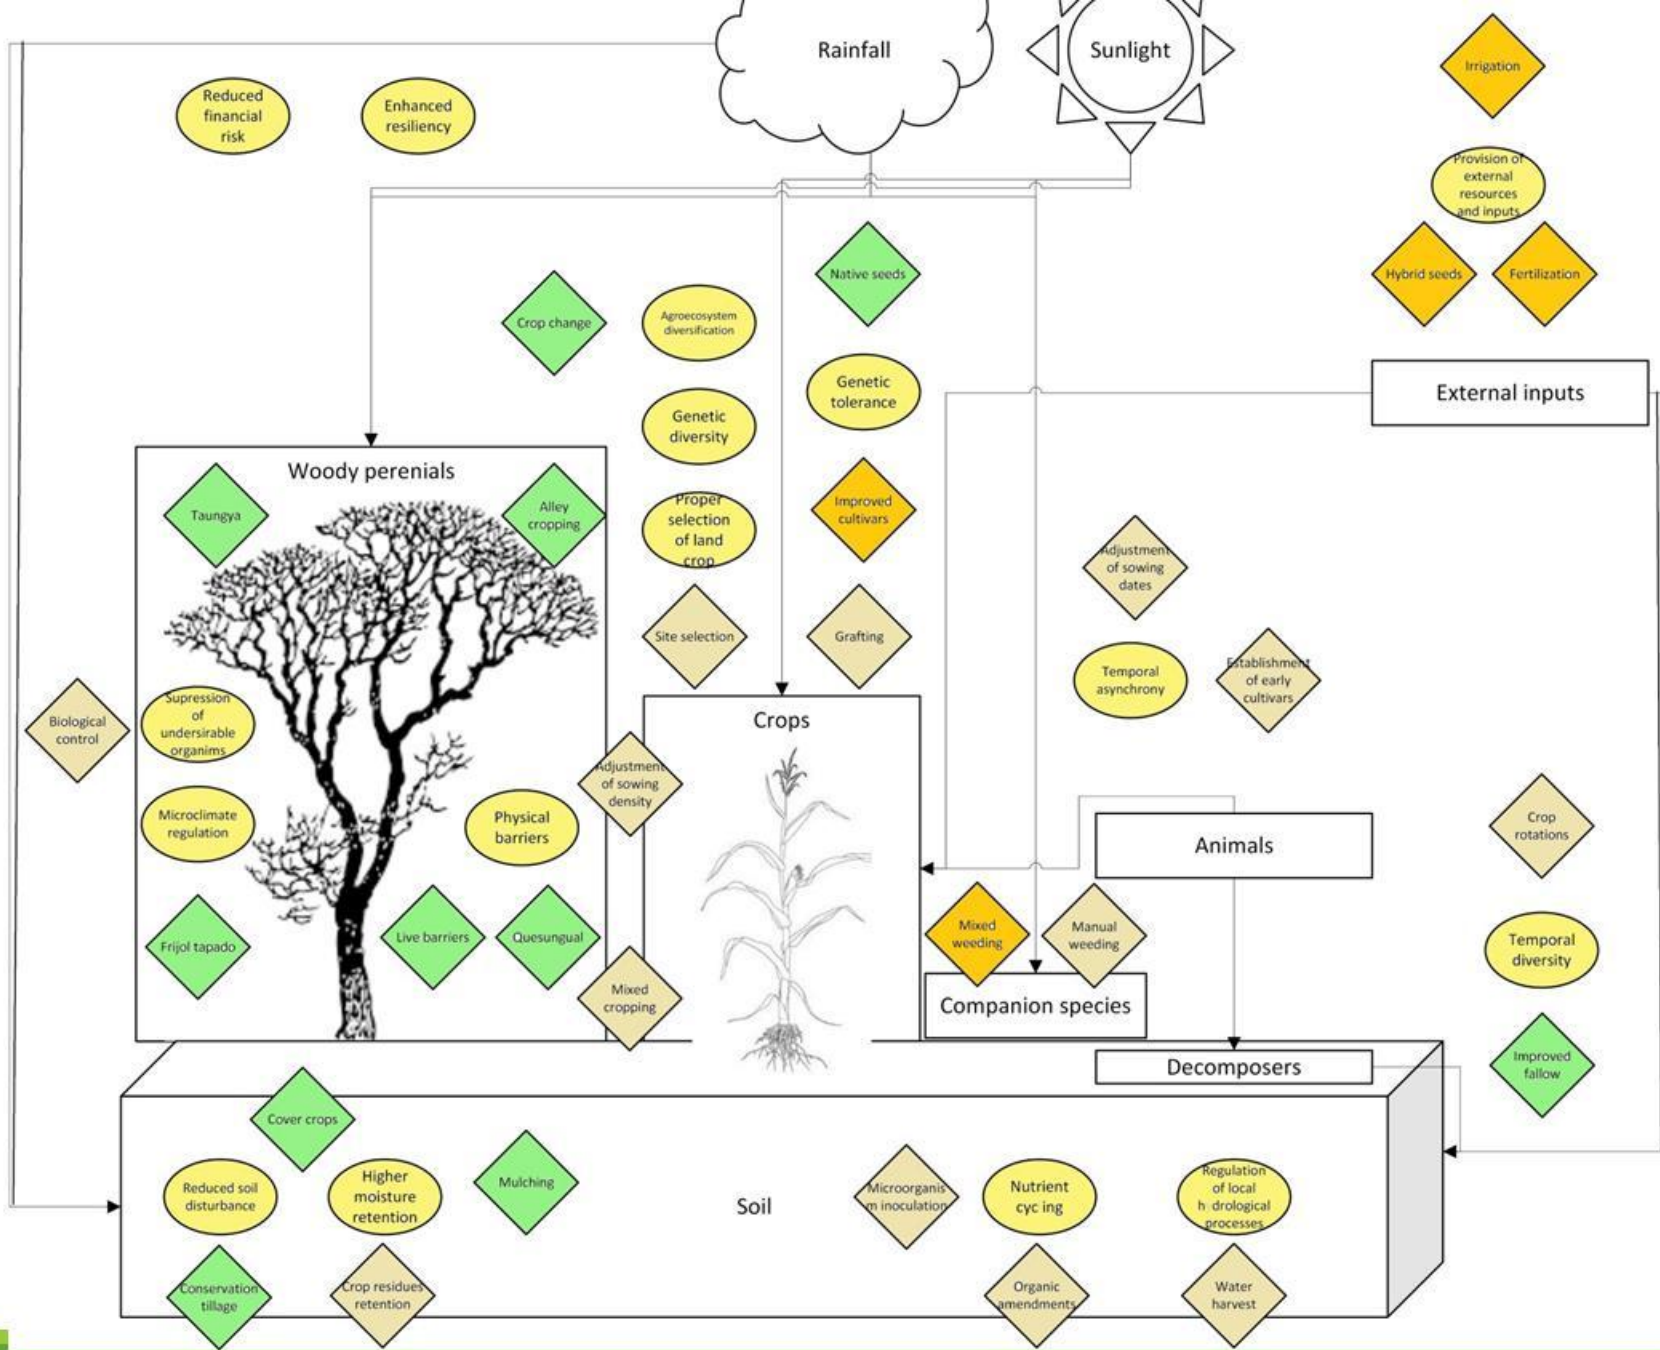 Rainfall
Sunlight
Irrigation
Reduced
financial
risk
Enhanced
resiliency
Provision of
external
resources
and inputs
Native seeds
Hybrid seeds
Fertilization
Crop change
Agroecosystem
diversification
Genetic
tolerance
External inputs
Genetic
diversity
Woody perenials
Taungya
Alley
cropping
Proper
selection
of land
crop
Improved
cultivars
Adjustment
of sowing
dates
Site selection
Grafting
Temporal
asynchrony
Establishment
of early
cultivars
Biological
control
Supression
of
undersirable
organims
Crops
Adjustment
of sowing
density
Microclimate
regulation
Physical
barriers
Animals
Crop
rotations
Frijol tapado
Live barriers
Quesungual
Mixed
weeding
Manual
weeding
Temporal
diversity
Mixed
cropping
Companion species
Decomposers
Improved
fallow
Cover crops
Reduced soil
disturbance
Higher
moisture
retention
Mulching
Soil
Microorganis
m inoculation
Nutrient
cyc ing
Regulation
of local
h drological
processes
Conservation
tillage
Crop residues
retention
Organic
amendments
Water
harvest